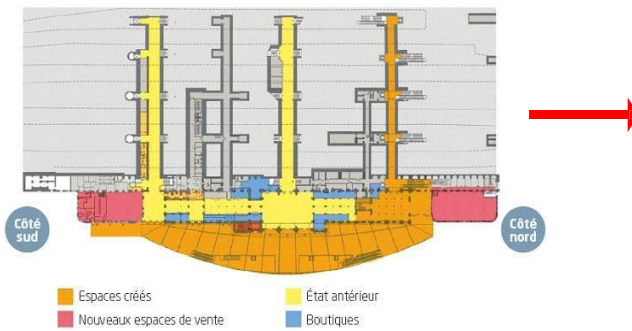 Côté
sud
Côté
nord
Espaces créés
État antérieur
Nouveaux espaces de vente
Boutiques